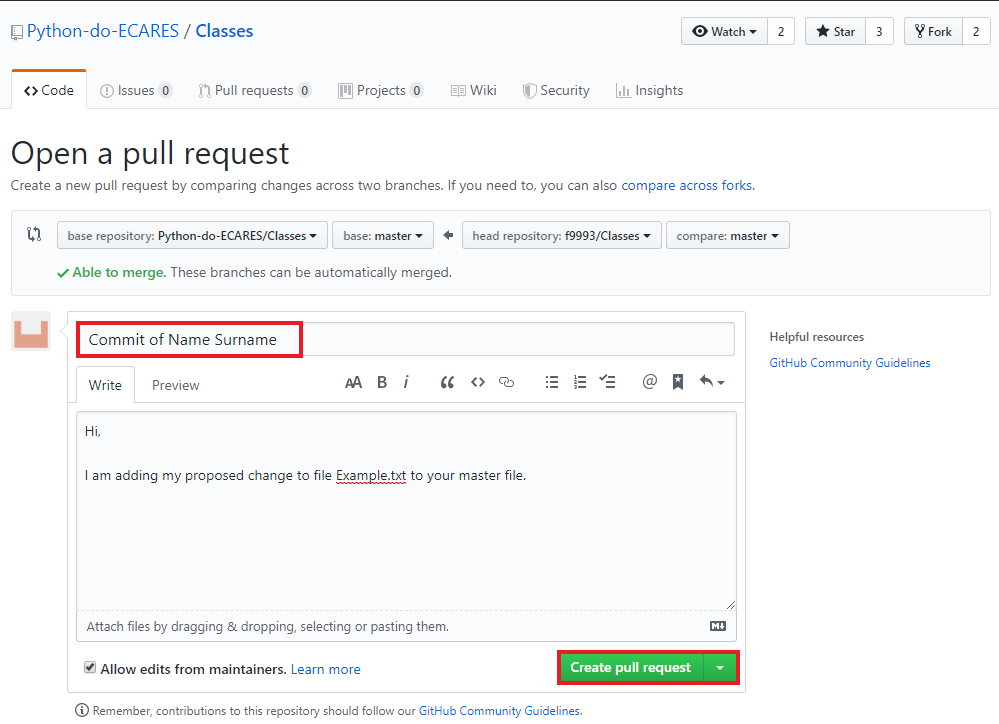 Python-do-ECARES / Classes
Watch 2 Star 3 Fork 2
Code Issues 0 Pull requests 0 Projects 0 Wiki Security Insights
Open a pull request
Create a new pull request by comparing changes across two branches. If you need to, you can also compare across forks.
base repository: Python-do-ECARES/Classes base: master head repository: f9993/Classes compare: master
Able to merge. These branches can be automatically merged.
Commit of Name Surname
Helpful resources
GitHub Community Guidelines
Write Preview AA B i @
Hi,
I am adding my proposed change to file Example.txt to your master file.
Attach files by dragging & dropping, selecting or pasting them.
Allow edits from maintainers. Learn more
Create pull request
Remember, contributions to this repository should follow our GitHub Community Guidelines.